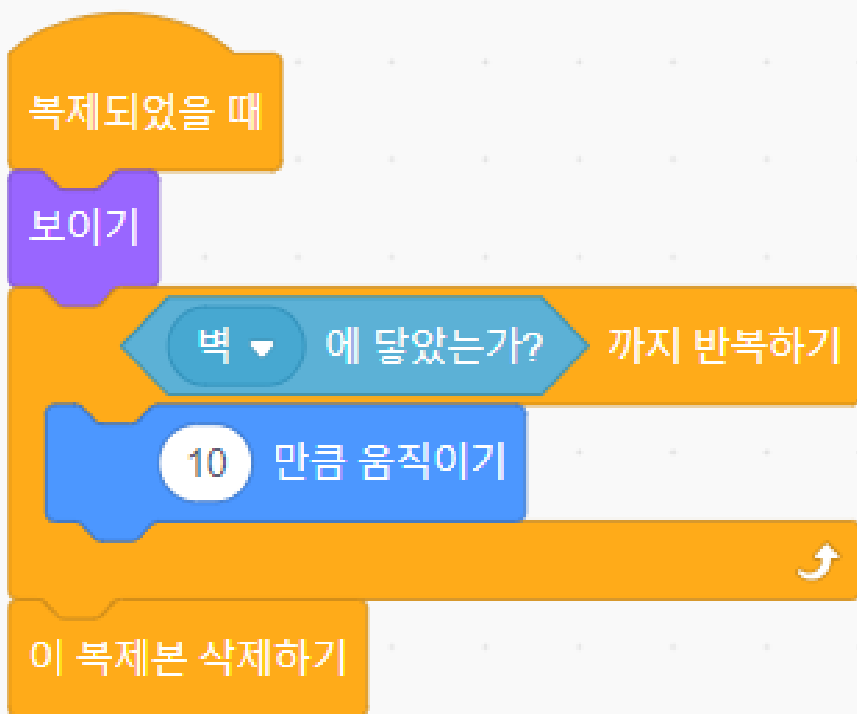 복제되었을 때
보이기
벽 에 닿았는가? 까지 반복하기
10 만큼 움직이기
이 복제본 삭제하기